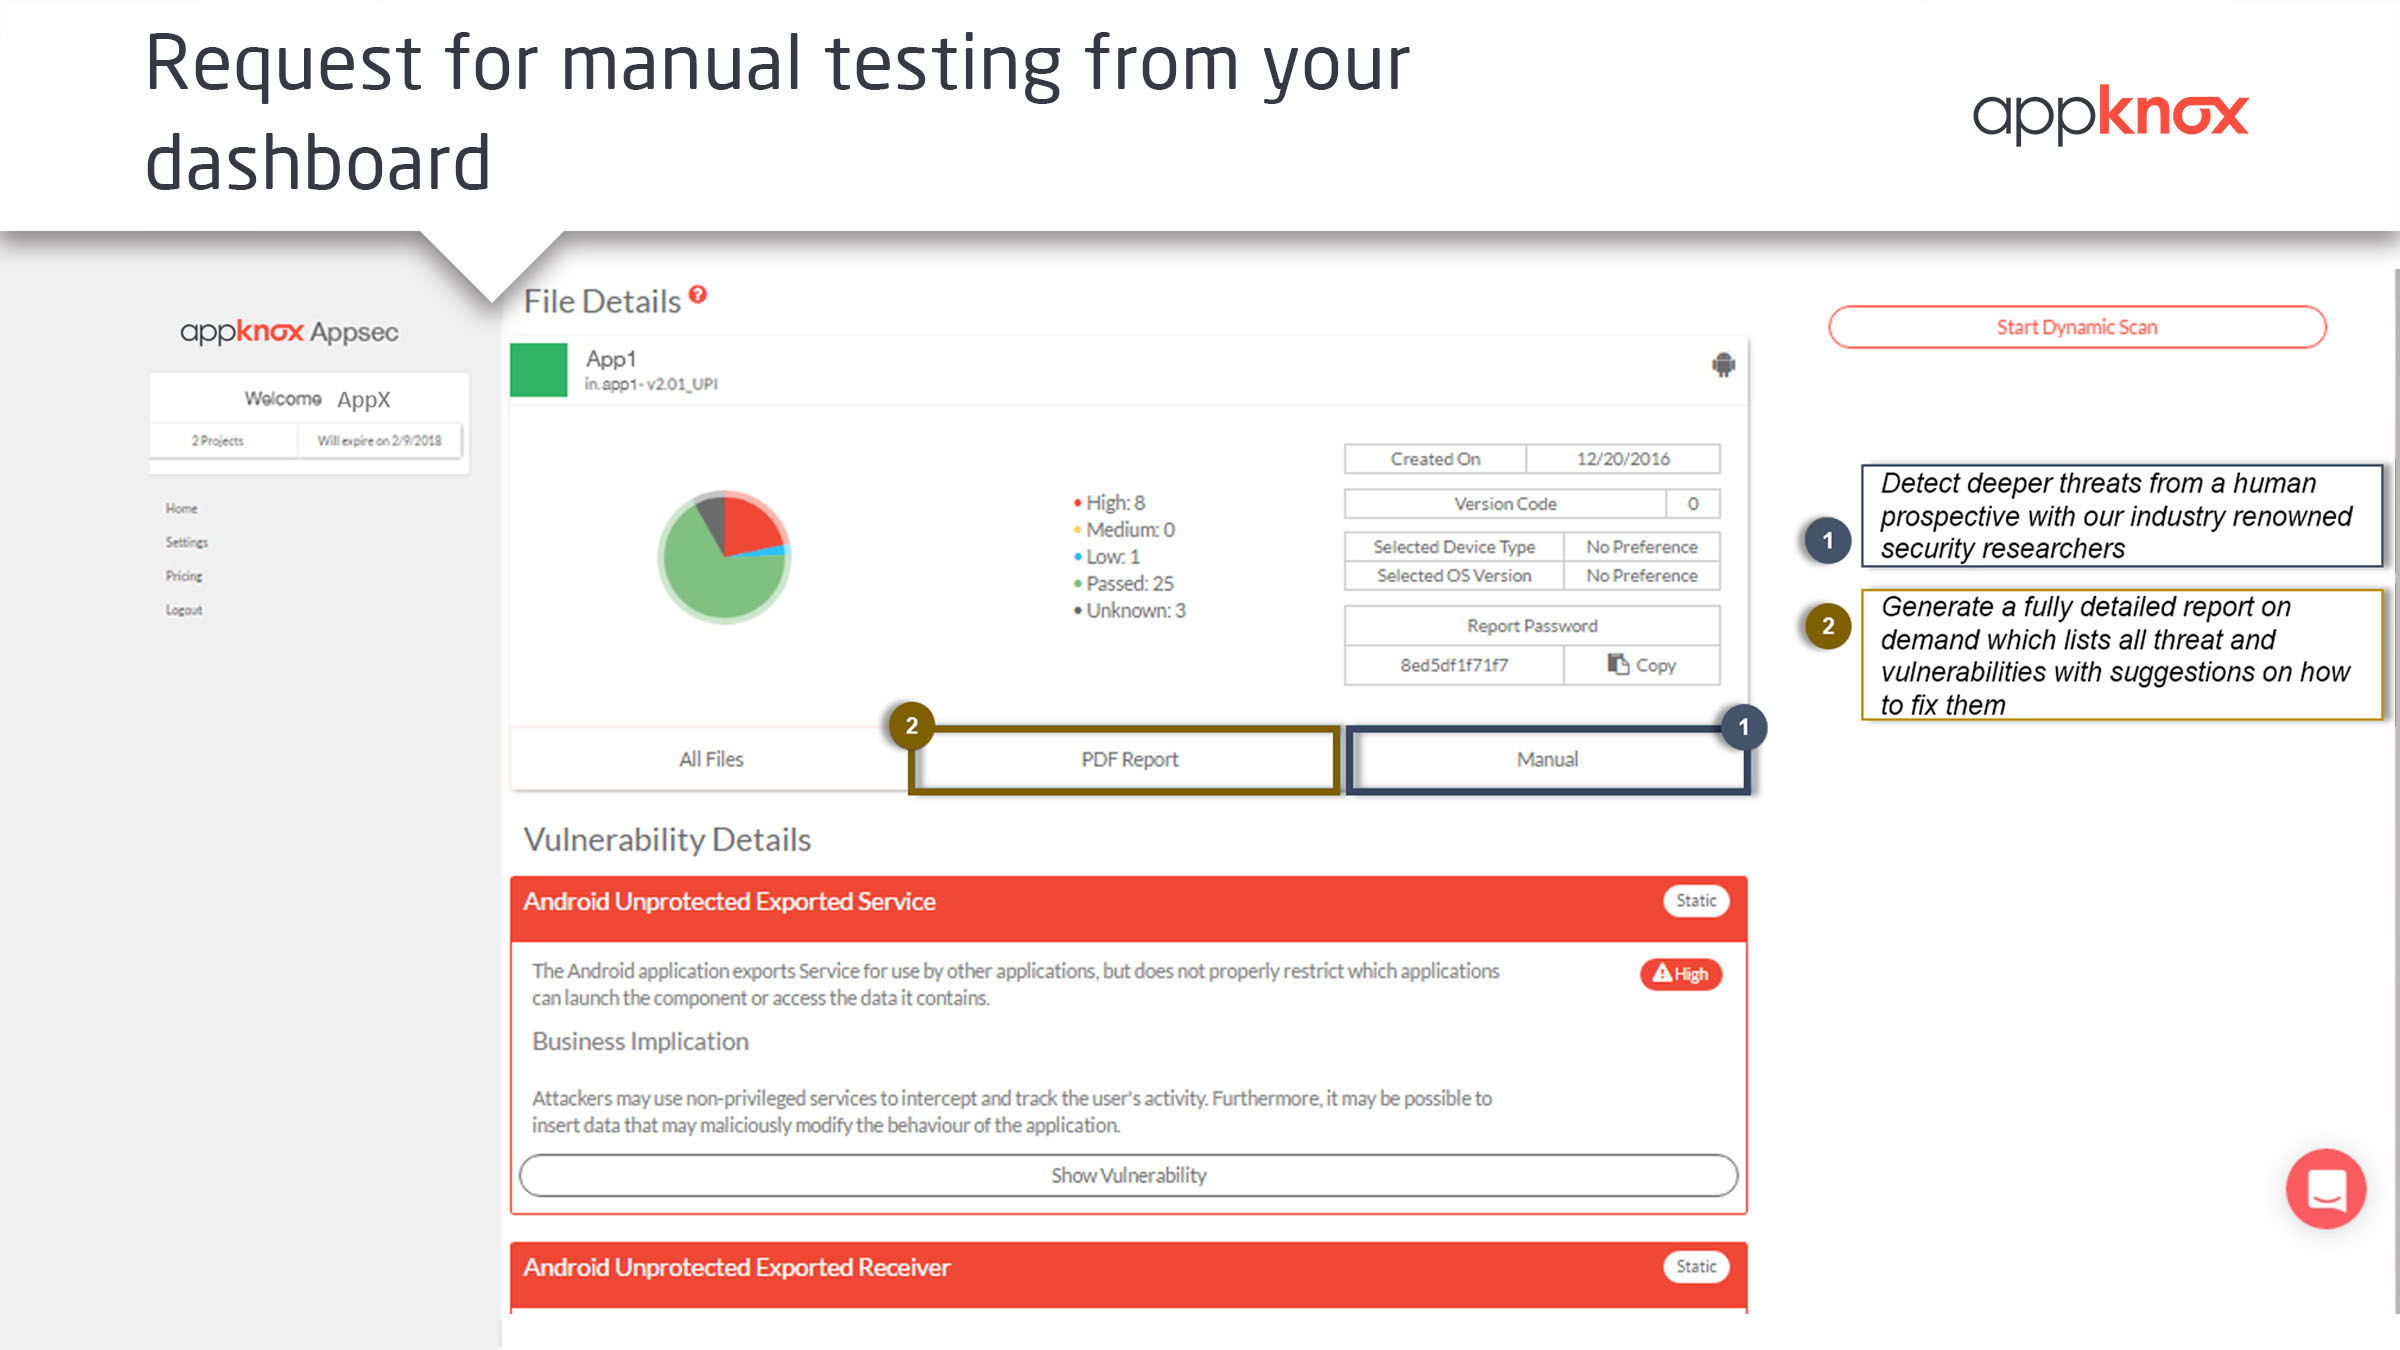 Request for manual testing from your
dashboard
appknox
appknox Appsec
Welcome AppX
2 Projects
Will expire on 2/9/2018
Home
Settings
Pricing
Logout
File Details ?
App1
in.app1- v2.01_UPI
High: 8
Medium: 0
Low: 1
Passed: 25
Unknown: 3
Created On 12/20/2016
Version Code 0
Selected Device Type No Preference
Selected OS Version No Preference
Report Password
8ed5df1f71f7 Copy
All Files
2
PDF Report
1
Manual
Start Dynamic Scan
1
Detect deeper threats from a human
prospective with our industry renowned
security researchers
2
Generate a fully detailed report on
demand which lists all threat and
vulnerabilities with suggestions on how
to fix them
Vulnerability Details
Android Unprotected Exported Service
Static
The Android application exports Service for use by other applications, but does not properly restrict which applications
can launch the component or access the data it contains.
High
Business Implication
Attackers may use non-privileged services to intercept and track the user's activity. Furthermore, it may be possible to
insert data that may maliciously modify the behaviour of the application.
Show Vulnerability
Android Unprotected Exported Receiver
Static